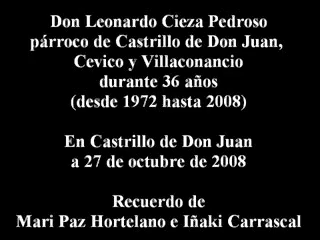 Don Leonardo Cieza Pedroso
párroco de Castrillo de Don Juan,
Cevico y Villaconancio
durante 36 años
(desde 1972 hasta 2008)
En Castrillo de Don Juan
a 27 de octubre de 2008
Recuerdo de
Mari Paz Hortelano e Iñaki Carrascal